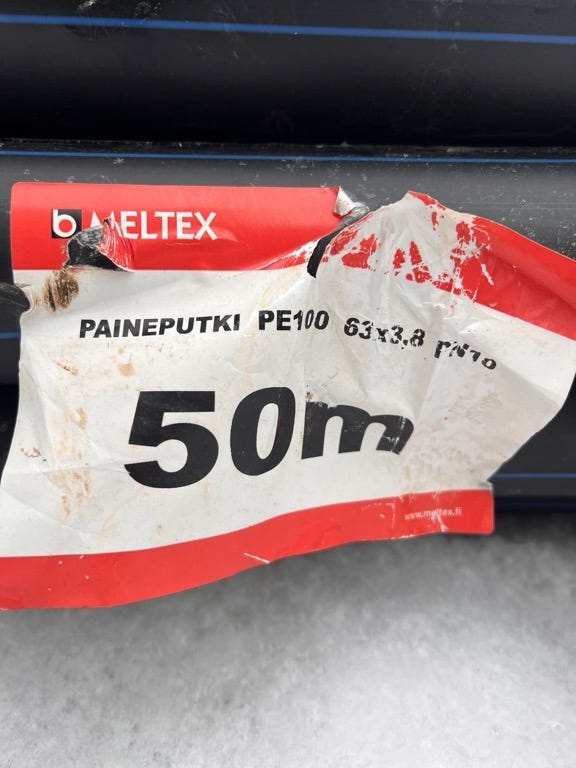 b MELTEX
PAINEPUTKI PE100 63x3,8 PN10
50m
www.meltex.fi